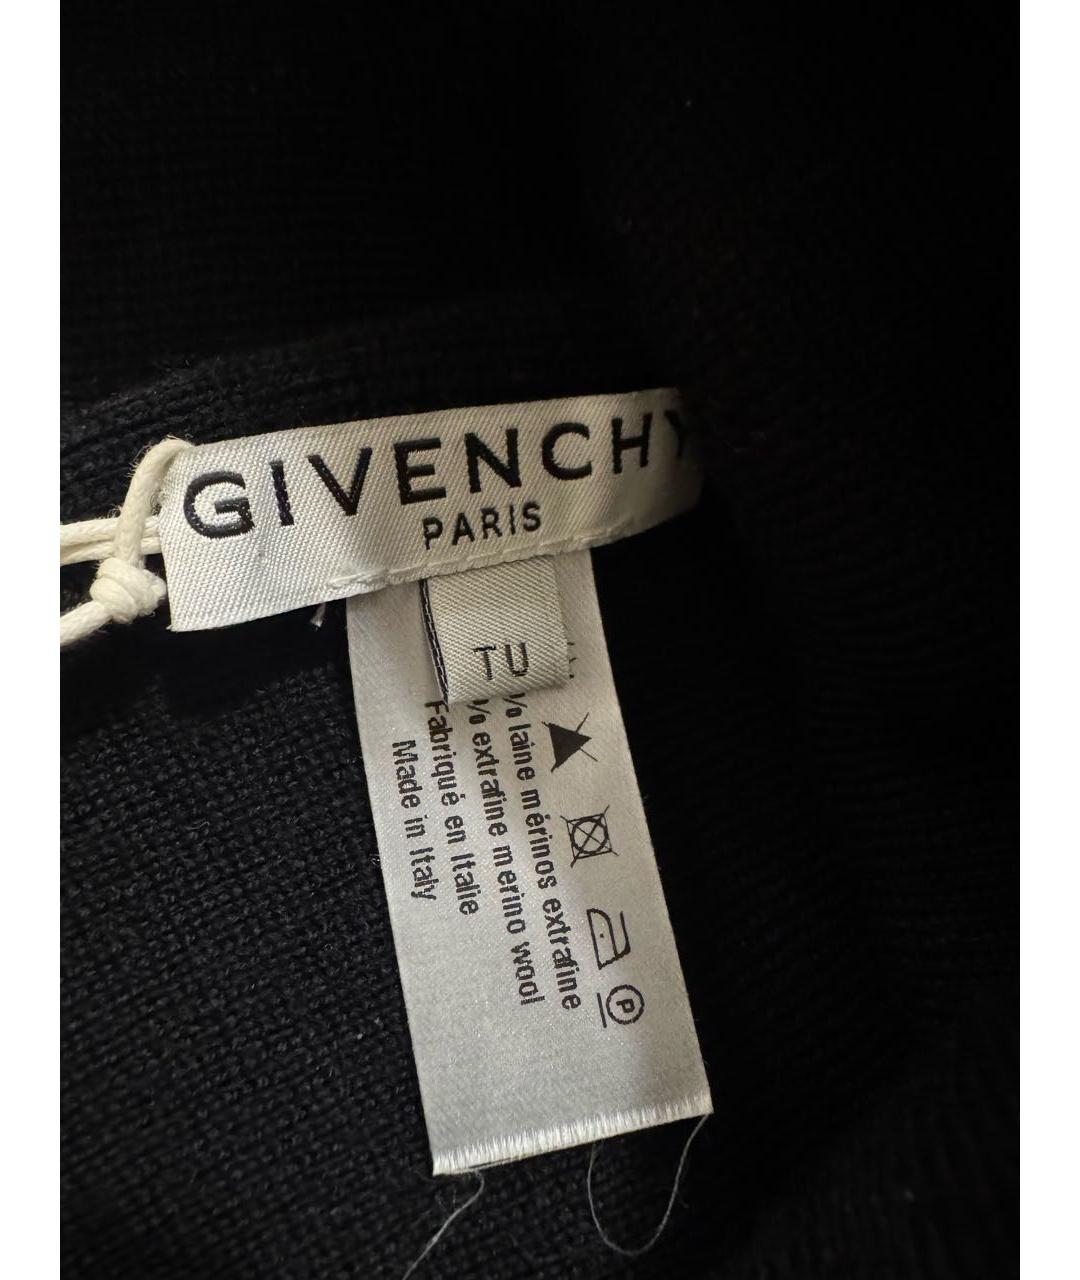 GIVENCHY
PARIS
TU
% laine mérinos extrafine
% extrafine merino wool
Fabriqué en Italie
Made in Italy
P